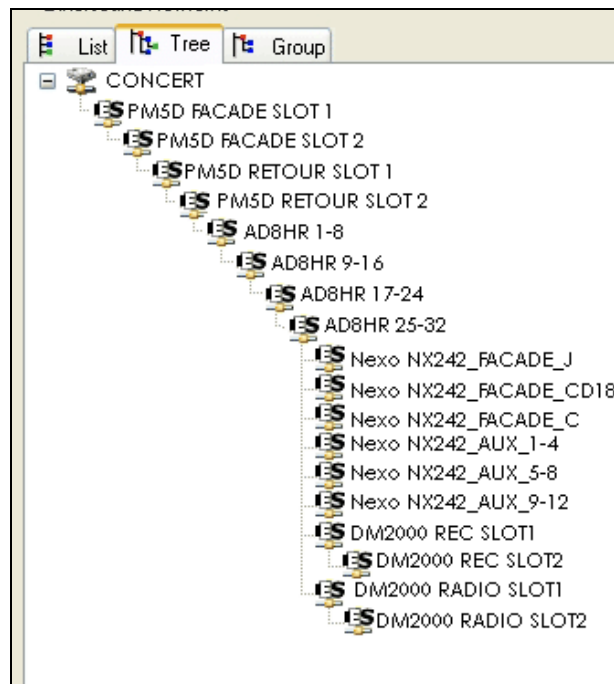 List Tree Group
CONCERT
PM5D FACADE SLOT 1
PM5D FACADE SLOT 2
PM5D RETOUR SLOT 1
PM5D RETOUR SLOT 2
AD8HR 1-8
AD8HR 9-16
AD8HR 17-24
AD8HR 25-32
Nexo NX242_FACADE_J
Nexo NX242_FACADE_CD18
Nexo NX242_FACADE_C
Nexo NX242_AUX_1-4
Nexo NX242_AUX_5-8
Nexo NX242_AUX_9-12
DM2000 REC SLOT1
DM2000 REC SLOT2
DM2000 RADIO SLOT1
DM2000 RADIO SLOT2